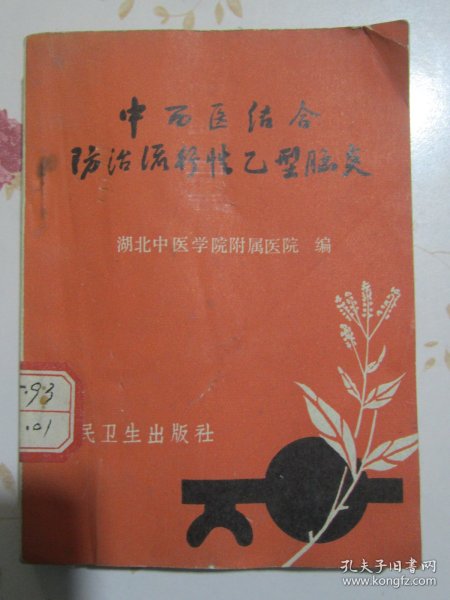 中西医结合
防治流行性乙型脑炎
湖北中医学院附属医院 编
.93
.01
民卫生出版社
孔夫子旧书网
www.kongfz.com